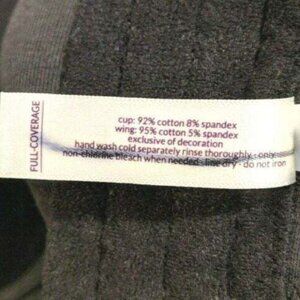 FULL-COVERAGE
cup: 92% cotton 8% spandex
wing: 95% cotton 5% spandex
exclusive of decoration
hand wash cold separately rinse thoroughly - only
non-chlorine bleach when needed - line dry - do not iron